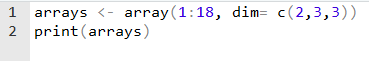 1 arrays <- array(1:18, dim= c(2,3,3))
2 print(arrays)